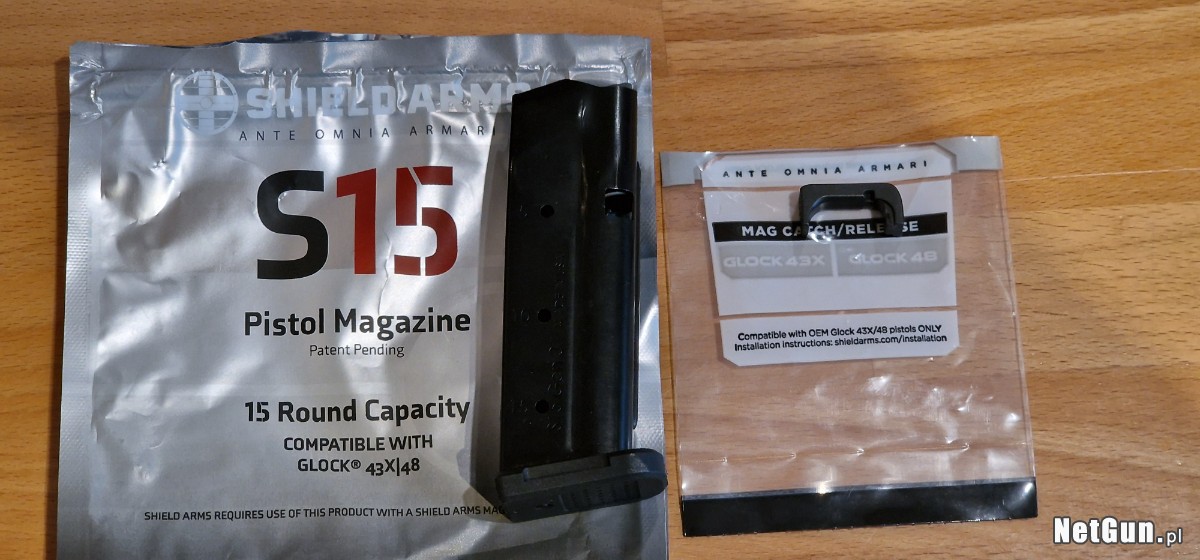 SHIELD ARMS
ANTE OMNIA ARMARI
S15
Pistol Magazine
Patent Pending
15 Round Capacity
COMPATIBLE WITH
GLOCK® 43X|48
SHIELD ARMS REQUIRES USE OF THIS PRODUCT WITH A SHIELD ARMS MAG
ANTE OMNIA ARMARI
MAG CATCH/RELEASE
GLOCK 43X GLOCK 48
Compatible with OEM Glock 43X/48 pistols ONLY
Installation instructions: shieldarms.com/installation
NetGun.pl